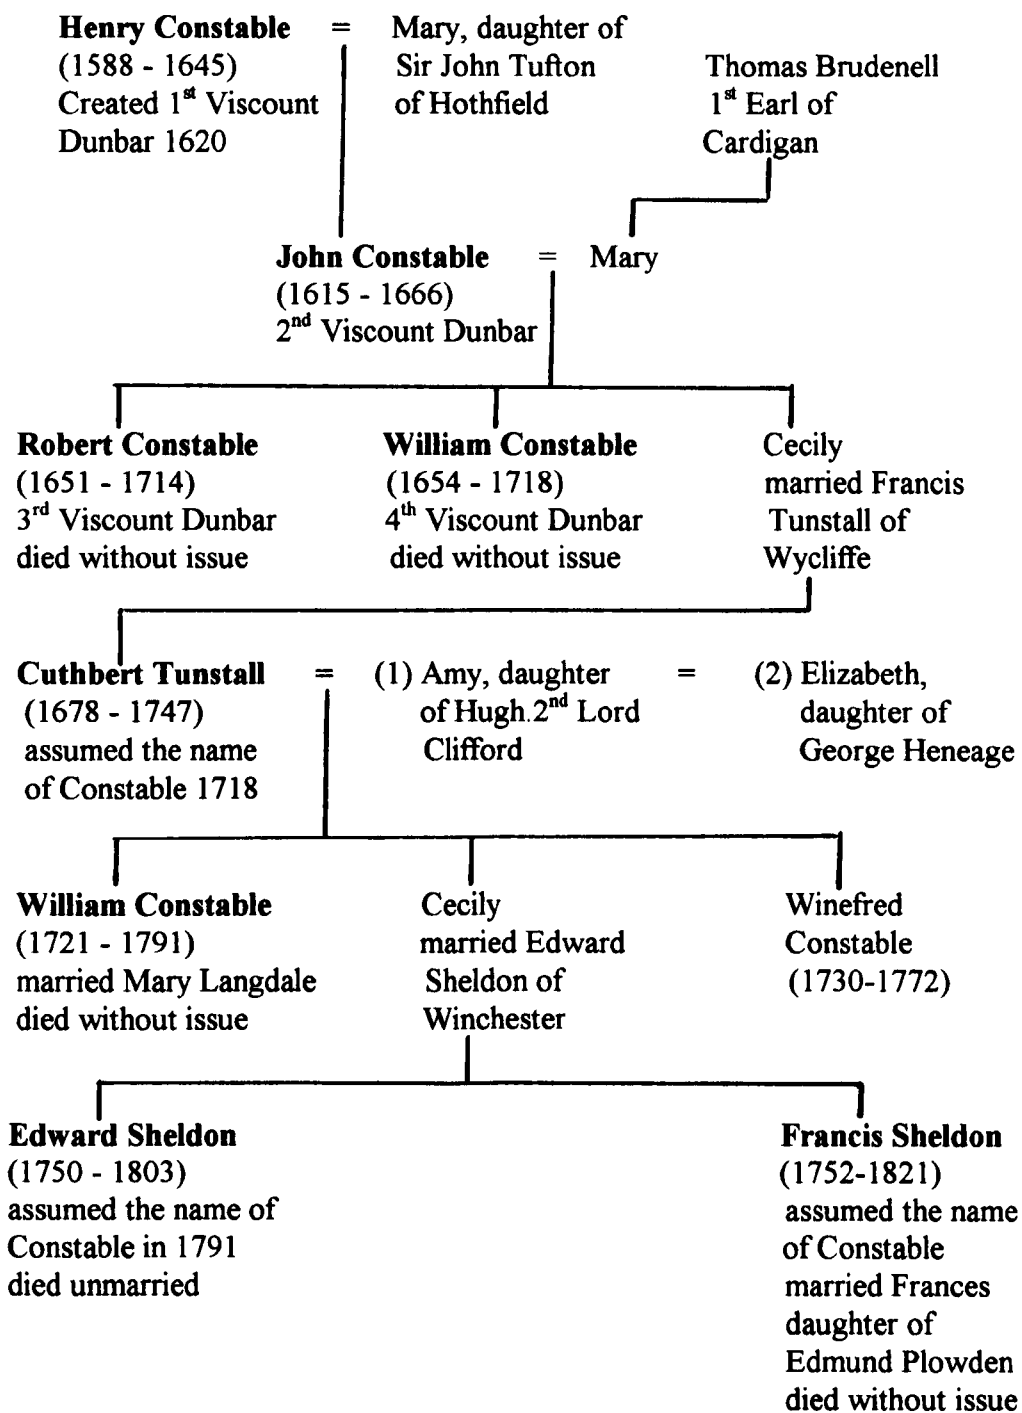 Henry Constable = Mary, daughter of
(1588 - 1645) Sir John Tufton
Created 1st Viscount of Hothfield
Dunbar 1620
Thomas Brudenell
1st Earl of
Cardigan
John Constable = Mary
(1615 - 1666)
2nd Viscount Dunbar
Robert Constable
(1651 - 1714)
3rd Viscount Dunbar
died without issue
William Constable
(1654 - 1718)
4th Viscount Dunbar
died without issue
Cecily
married Francis
Tunstall of
Wycliffe
Cuthbert Tunstall =
(1678 - 1747)
assumed the name
of Constable 1718
(1) Amy, daughter =
of Hugh.2nd Lord
Clifford
(2) Elizabeth,
daughter of
George Heneage
William Constable
(1721 - 1791)
married Mary Langdale
died without issue
Cecily
married Edward
Sheldon of
Winchester
Winefred
Constable
(1730-1772)
Edward Sheldon
(1750 - 1803)
assumed the name of
Constable in 1791
died unmarried
Francis Sheldon
(1752-1821)
assumed the name
of Constable
married Frances
daughter of
Edmund Plowden
died without issue